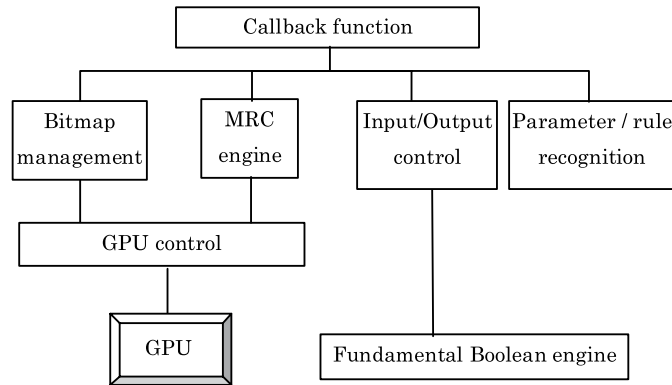 Callback function
Bitmap
management
MRC
engine
Input/Output
control
Parameter / rule
recognition
GPU control
GPU
Fundamental Boolean engine